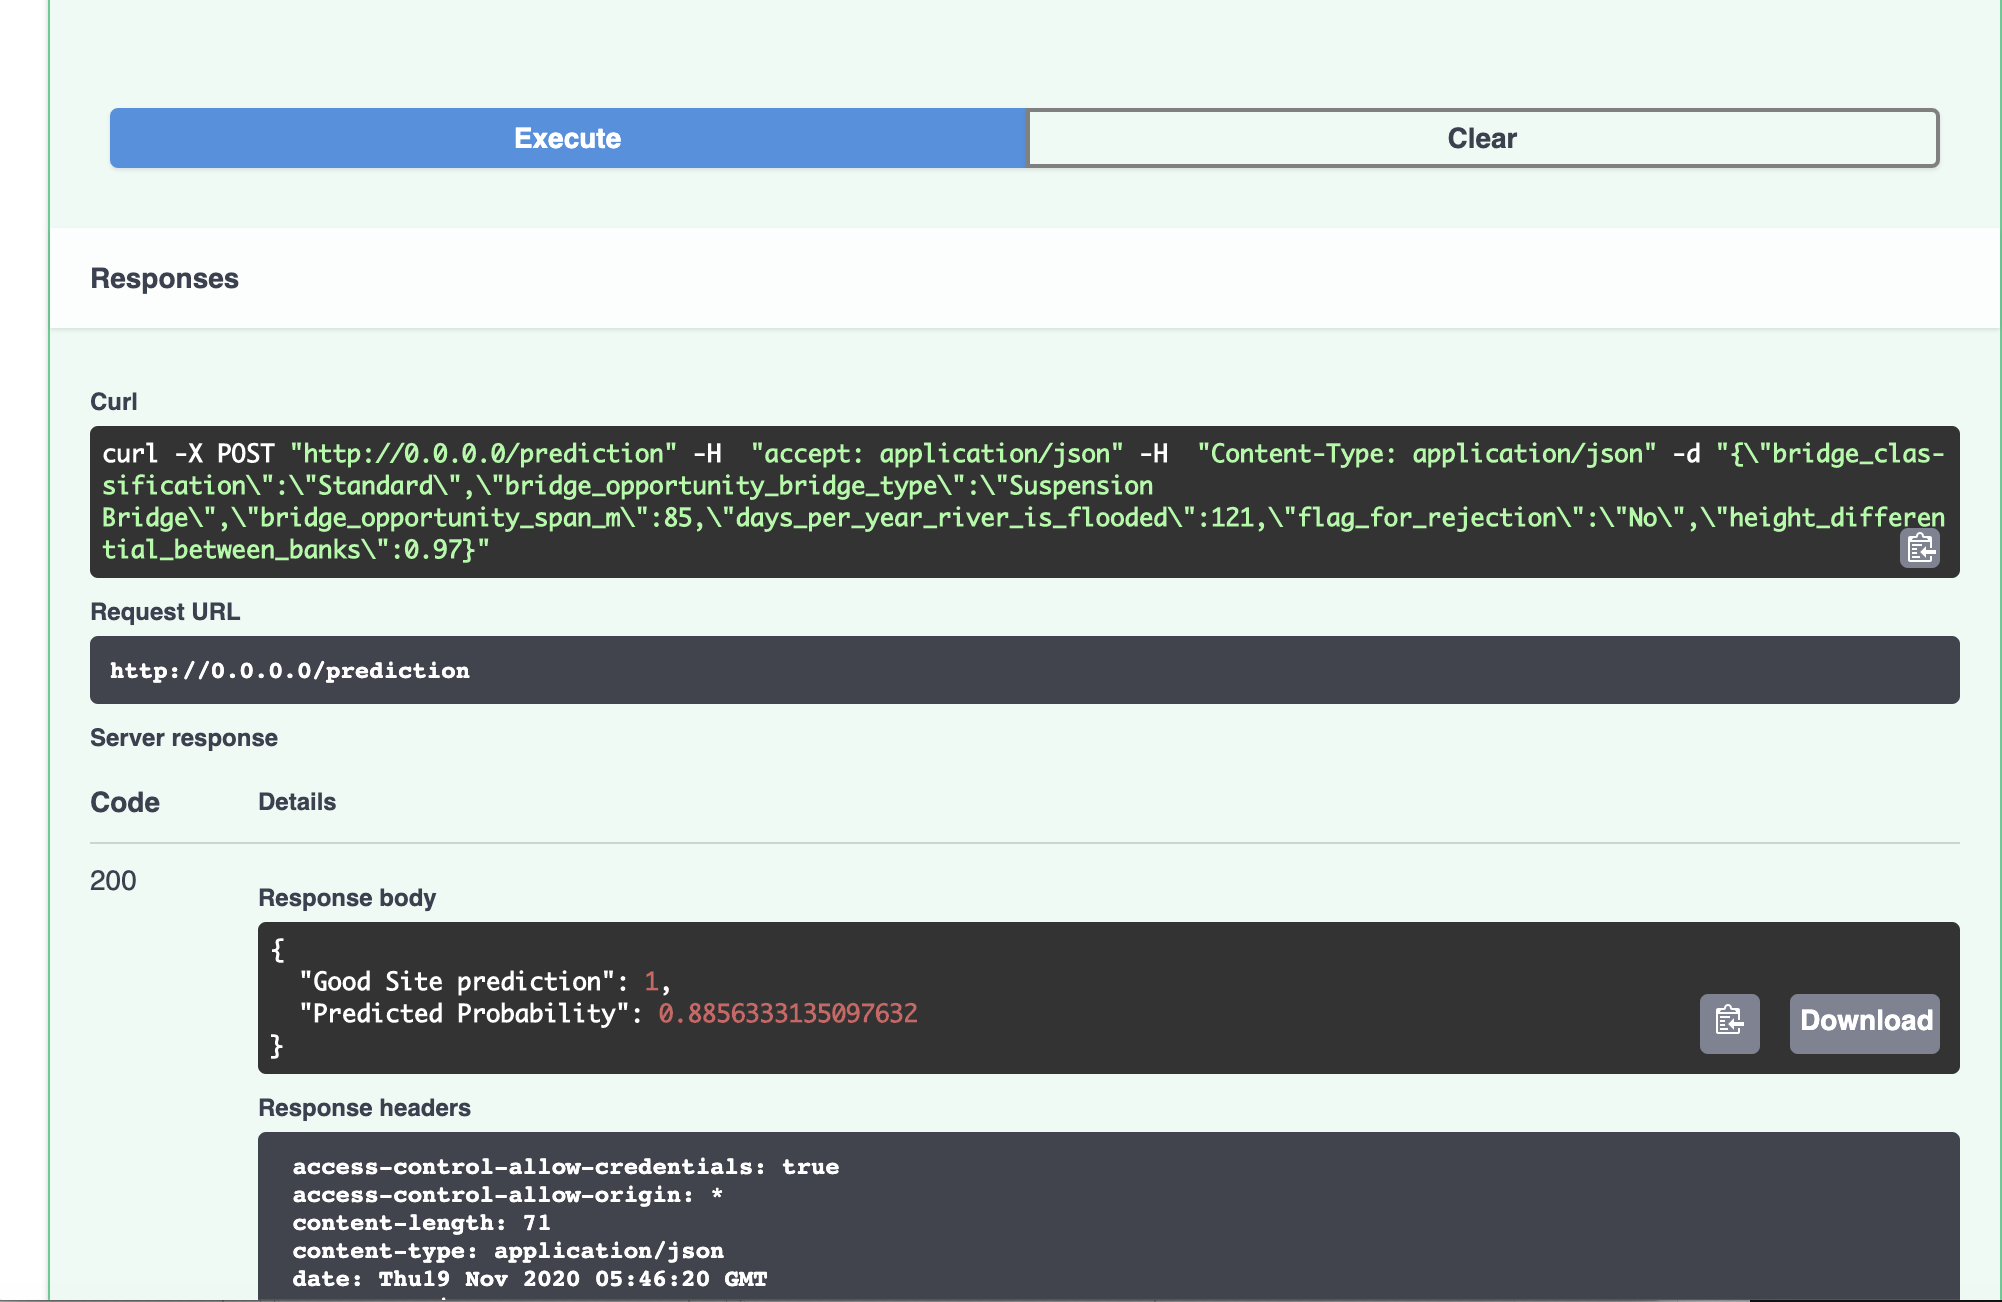 Execute
Clear
Responses
Curl
curl -X POST "http://0.0.0.0/prediction" -H  "accept: application/json" -H  "Content-Type: application/json" -d "{\"bridge_clas-
sification\":\"Standard\",\"bridge_opportunity_bridge_type\":\"Suspension
Bridge\",\"bridge_opportunity_span_m\":85,\"days_per_year_river_is_flooded\":121,\"flag_for_rejection\":\"No\",\"height_differen
tial_between_banks\":0.97}"
Request URL
http://0.0.0.0/prediction
Server response
Code
Details
200
Response body
{
"Good Site prediction": 1,
"Predicted Probability": 0.8856333135097632
}
Download
Response headers
access-control-allow-credentials: true
access-control-allow-origin: *
content-length: 71
content-type: application/json
date: Thu19 Nov 2020 05:46:20 GMT